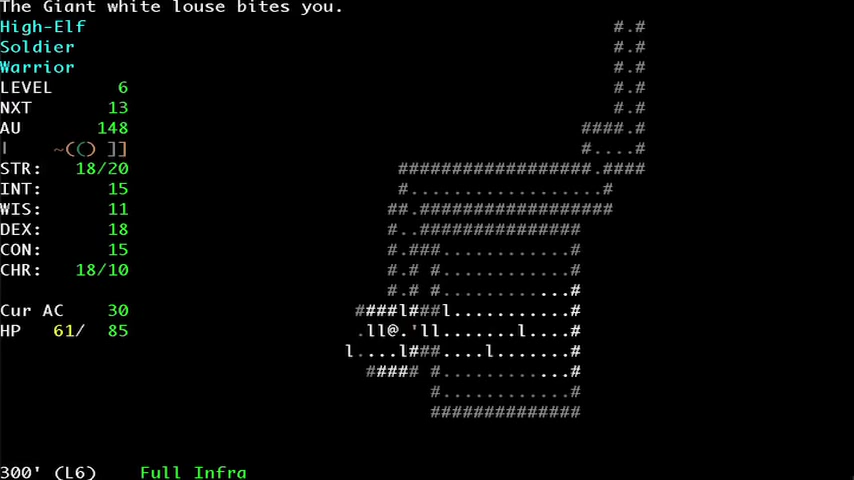 The Giant white louse bites you.
High-Elf                                                 #.#
Soldier                                                  #.#
Warrior                                                  #.#
LEVEL      6                                             #.#
NXT       13                                             #.#
AU       148                                          ####.#
|    ~(() ]]                                          #....#
STR:   18/20                         ##################.####
INT:      15                         #..................#
WIS:      11                        ##.##################
DEX:      18                        #..###############
CON:      15                        #.###............#
CHR:   18/10                        #.# #............#
                                    #.# #............#
Cur AC    30                     ####l###l...........#
HP   61/  85                     .ll@.'ll.......l....#
                                l....l###....l.......#
                                  ####.#............#
                                        #............#
                                        ##############
300' (L6)    Full Infra